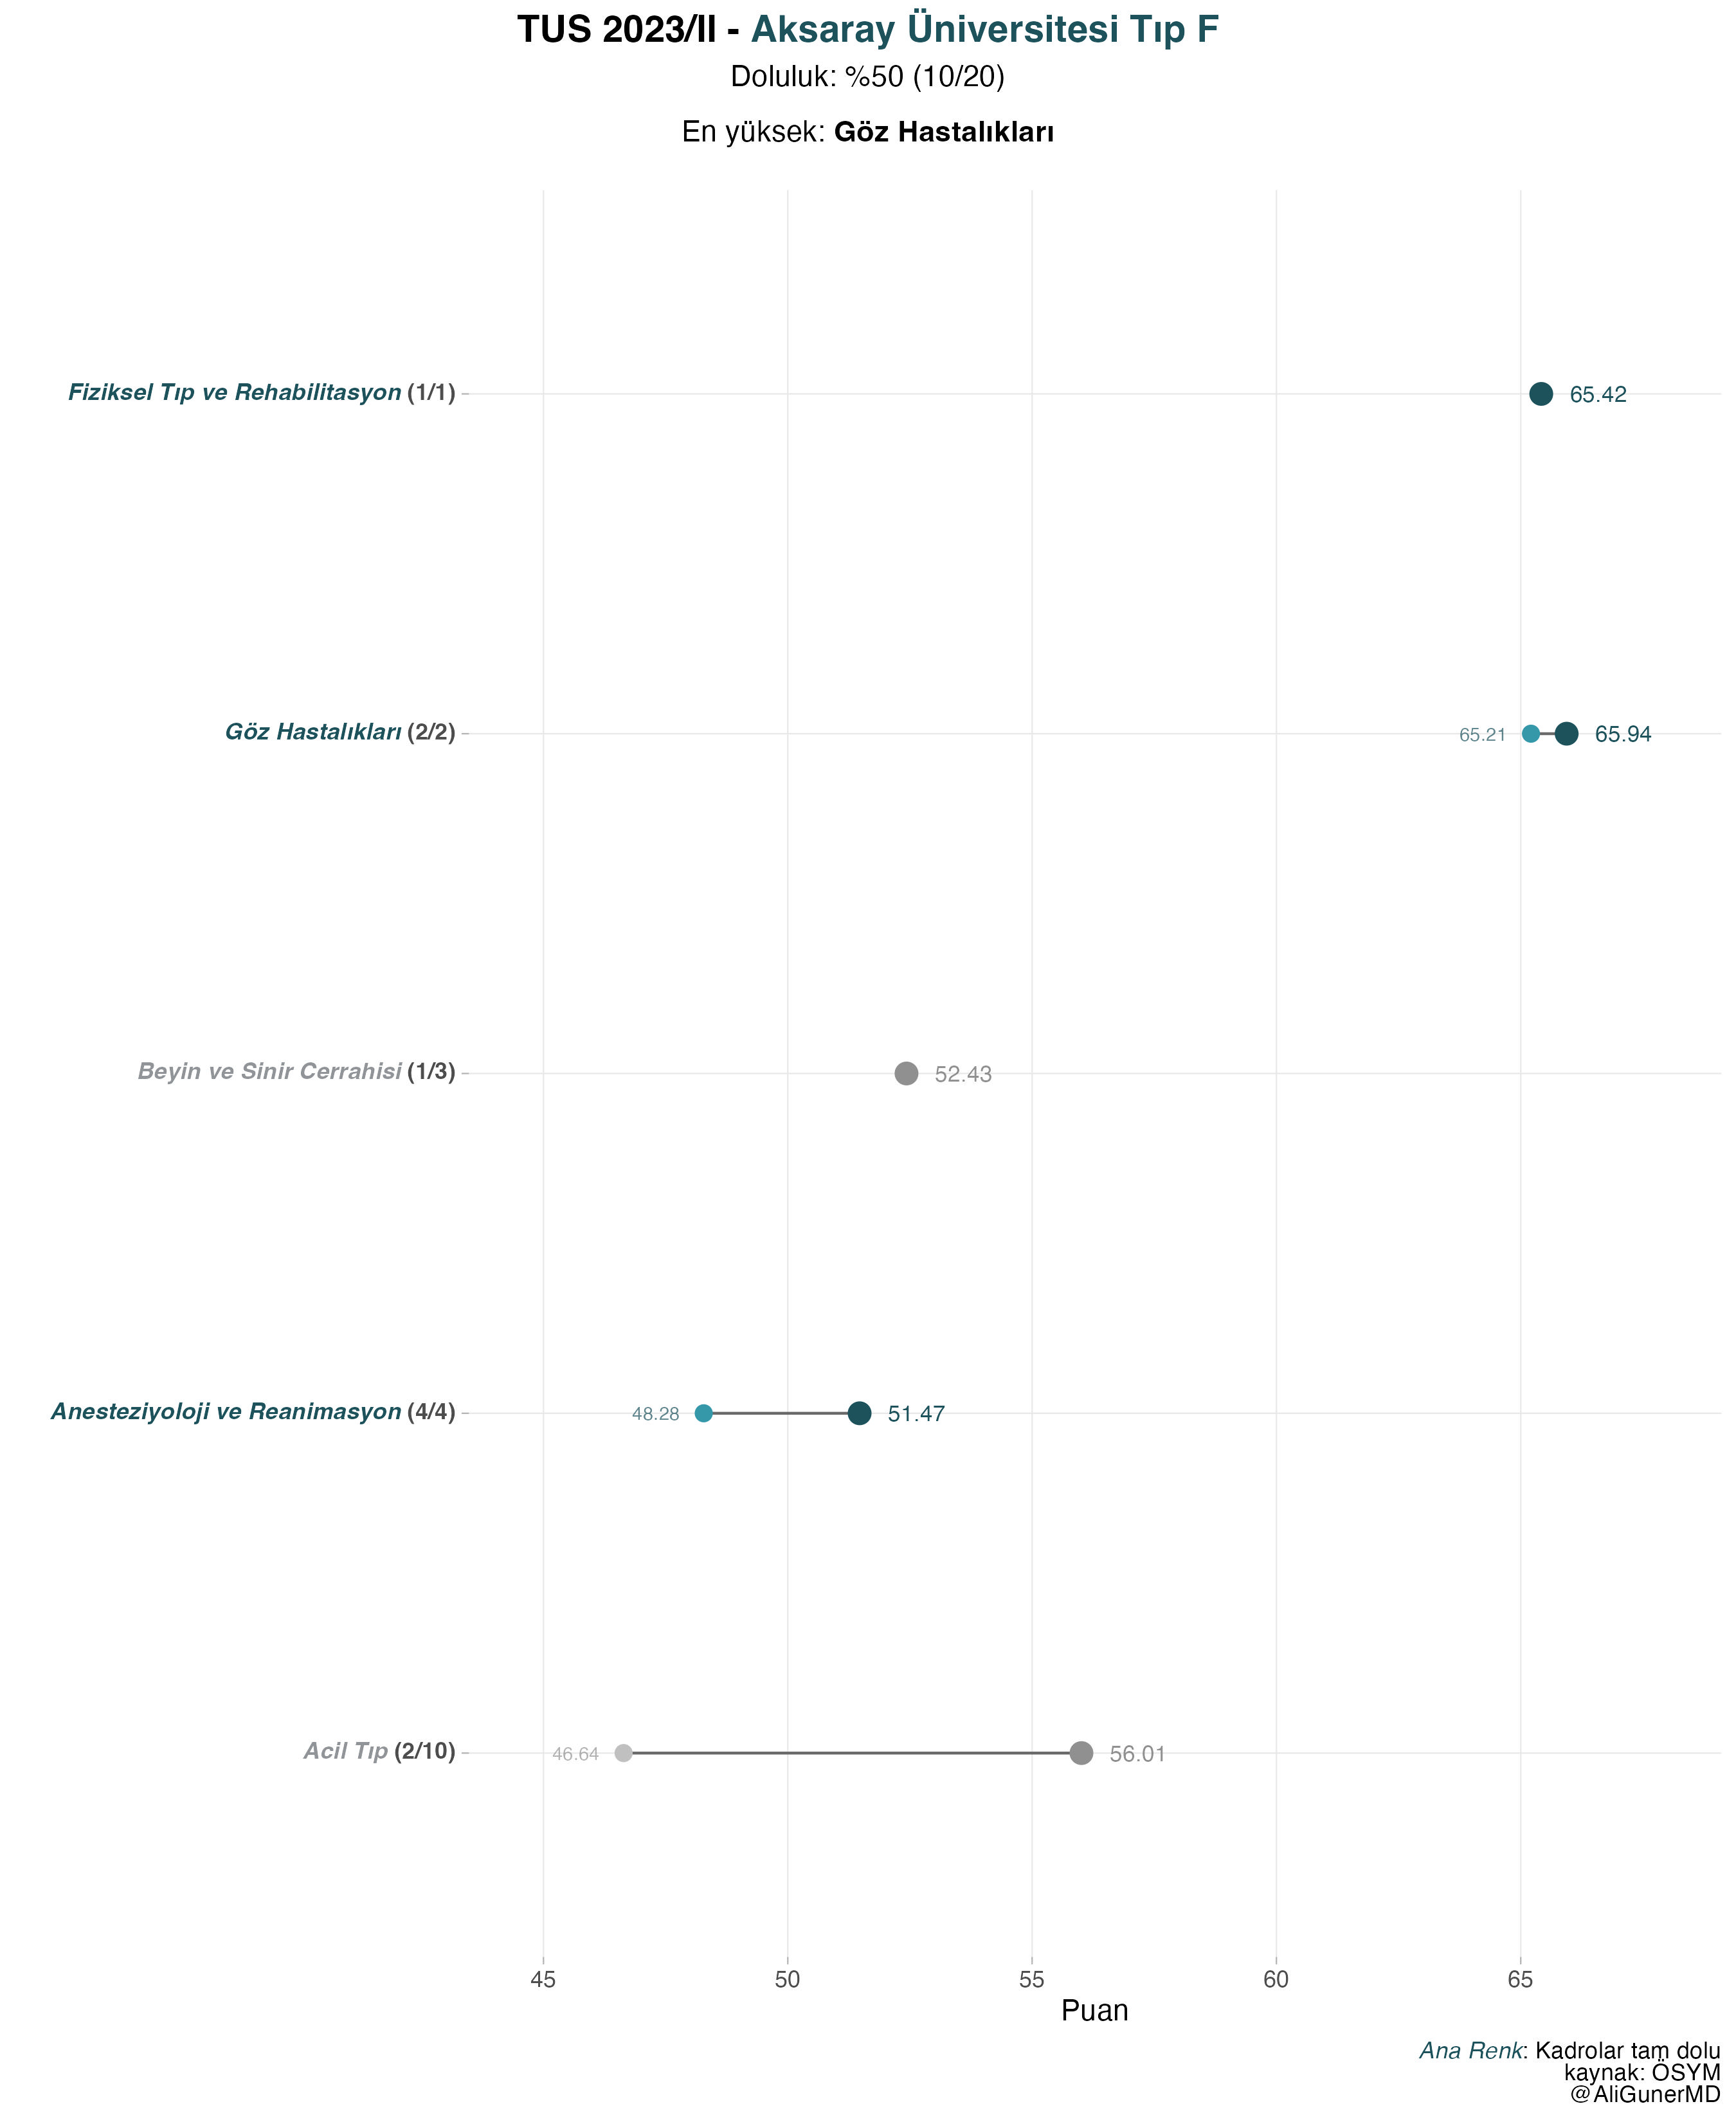 TUS 2023/II - Aksaray Üniversitesi Tıp F
Doluluk: %50 (10/20)
En yüksek: Göz Hastalıkları
Fiziksel Tıp ve Rehabilitasyon (1/1)
65.42
Göz Hastalıkları (2/2)
65.21
65.94
Beyin ve Sinir Cerrahisi (1/3)
52.43
Anesteziyoloji ve Reanimasyon (4/4)
48.28
51.47
Acil Tıp (2/10)
46.64
56.01
45 50 55 60 65
Puan
Ana Renk: Kadrolar tam dolu
kaynak: ÖSYM
@AliGunerMD